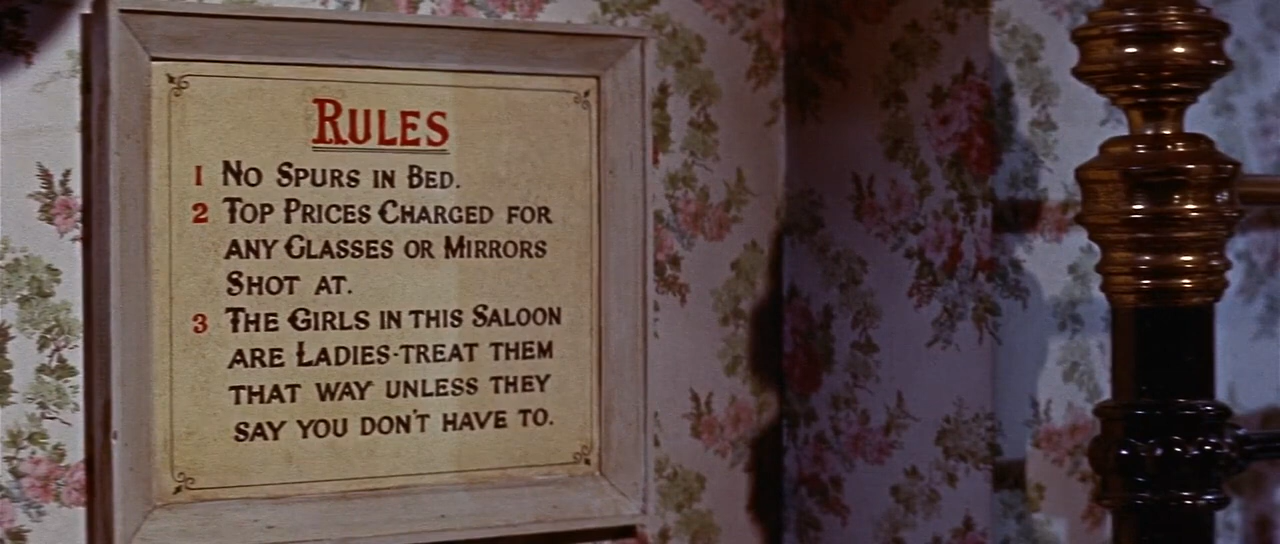 RULES
1 NO SPURS IN BED.
2 TOP PRICES CHARGED FOR
ANY GLASSES OR MIRRORS
SHOT AT.
3 THE GIRLS IN THIS SALOON
ARE LADIES-TREAT THEM
THAT WAY UNLESS THEY
SAY YOU DON'T HAVE TO.